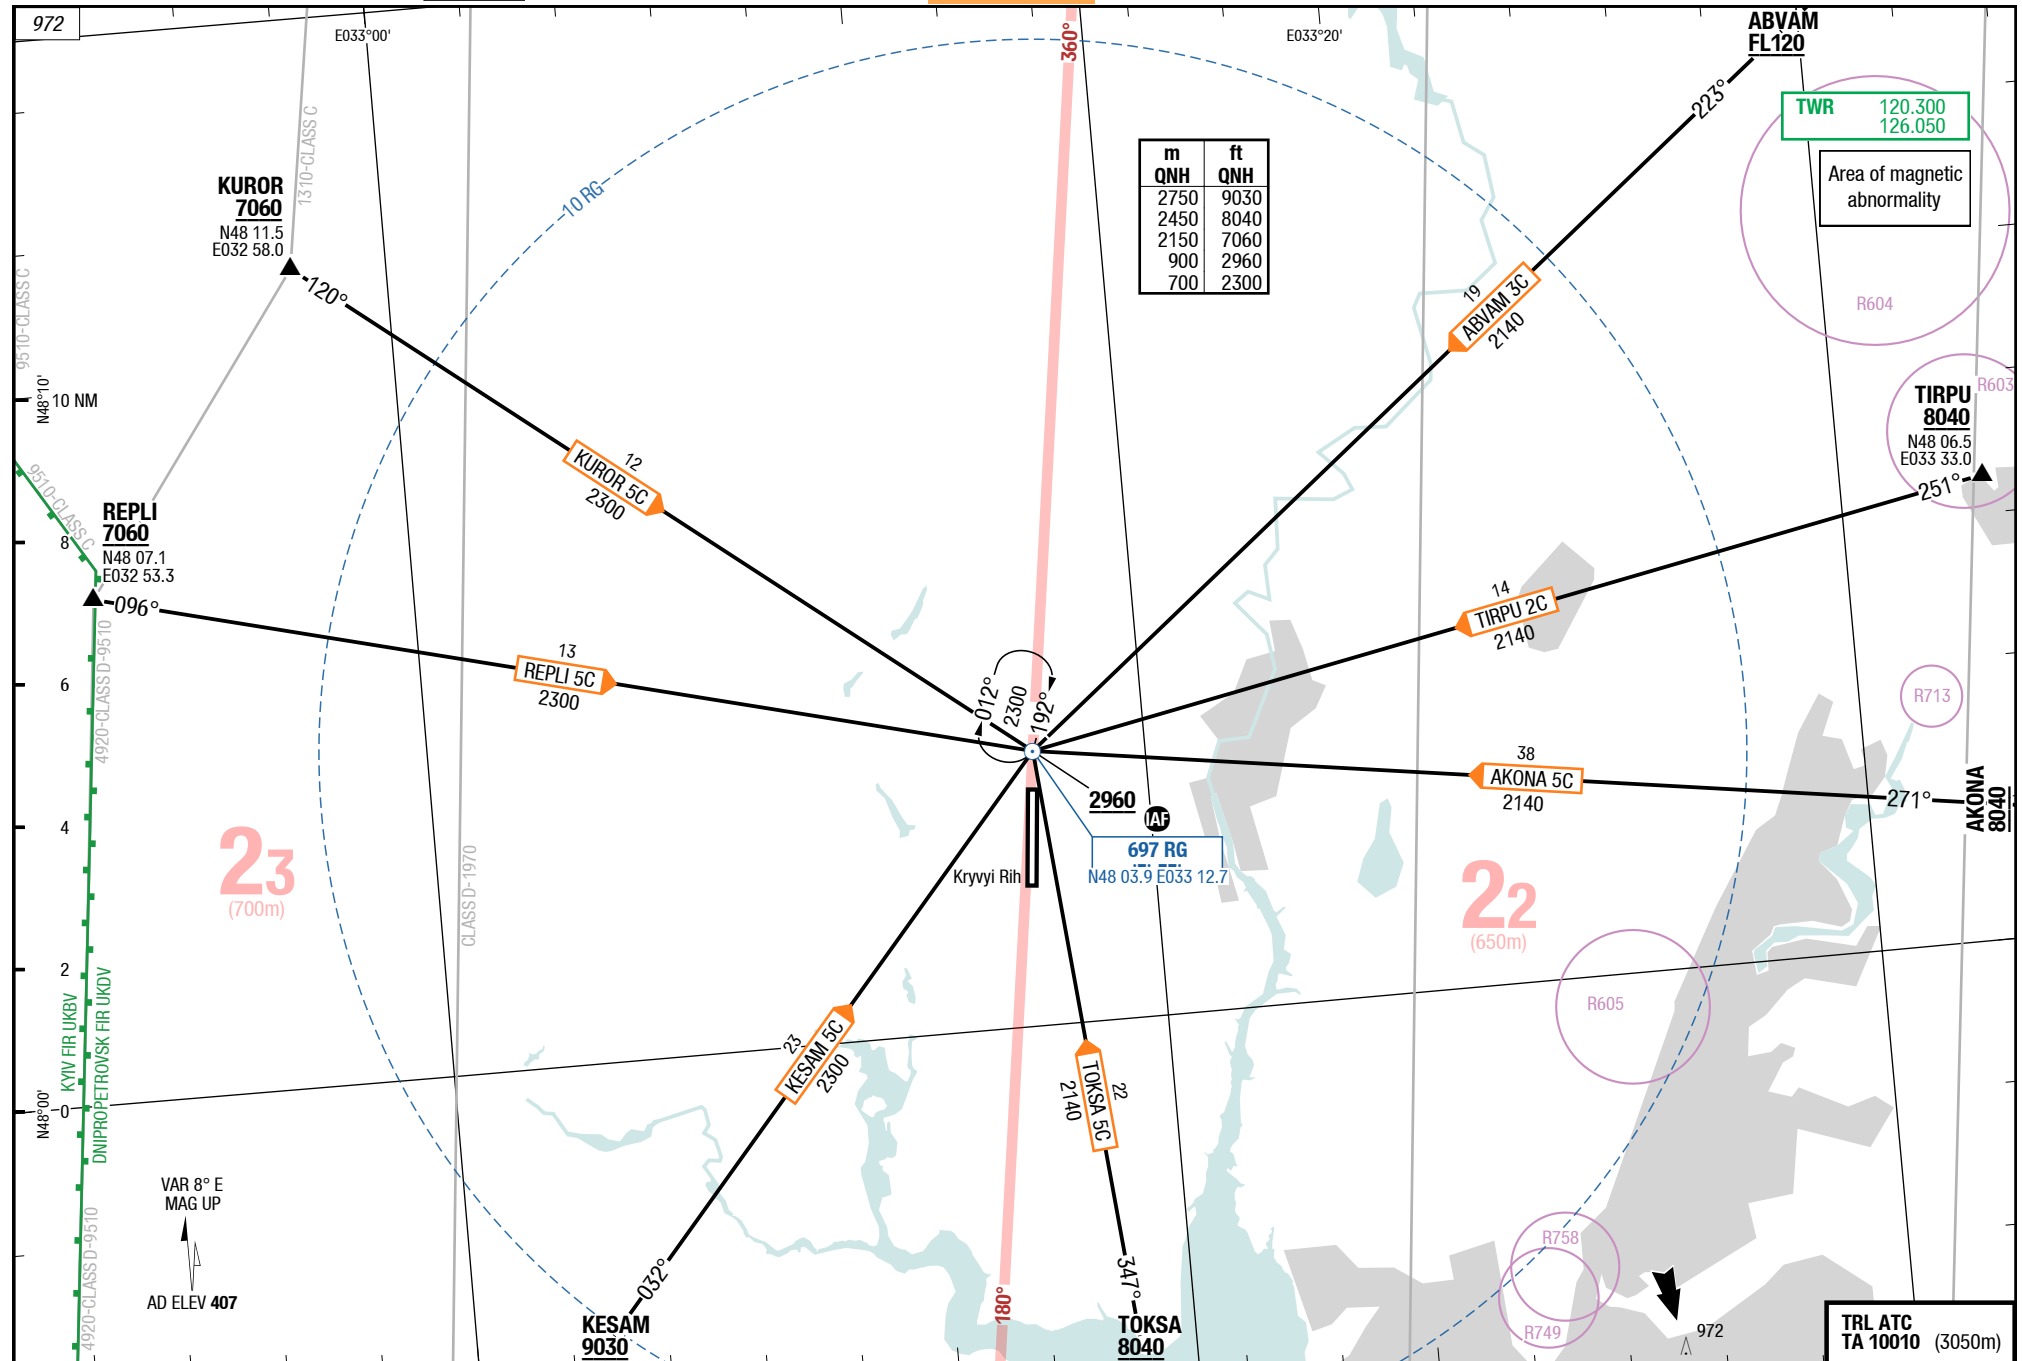 972
E033°00'
E033°20'
360°
ABVAM
FL120
223°
TWR 120.300
126.050
Area of magnetic
abnormality
R604
m ft
QNH QNH
2750 9030
2450 8040
2150 7060
900 2960
700 2300
1310-CLASS C
KUROR
7060
N48 11.5
E032 58.0
120°
10 RG
9510-CLASS C
N48°10'
10 NM
19
ABVAM 3C
2140
R603
TIRPU
8040
N48 06.5
E033 33.0
251°
12
KUROR 5C
2300
9510-CLASS C
REPLI
7060
N48 07.1
E032 53.3
096°
8
14
TIRPU 2C
2140
13
REPLI 5C
2300
6
4920-CLASS D-9510
012°
2300
192°
R713
38
AKONA 5C
2140
271°
AKONA
8040
2960
IAF
697 RG
N48 03.9 E033 12.7
Kryvyi Rih
4
23
(700m)
CLASS D-1970
22
(650m)
2
R605
KYIV FIR UKBV
DNIPROPETROVSK FIR UKDV
23
KESAM 5C
2300
22
TOKSA 5C
2140
N48°00'
0
VAR 8° E
MAG UP
4920-CLASS D-9510
AD ELEV 407
032°
KESAM
9030
180°
347°
TOKSA
8040
R758
R749
972
TRL ATC
TA 10010 (3050m)